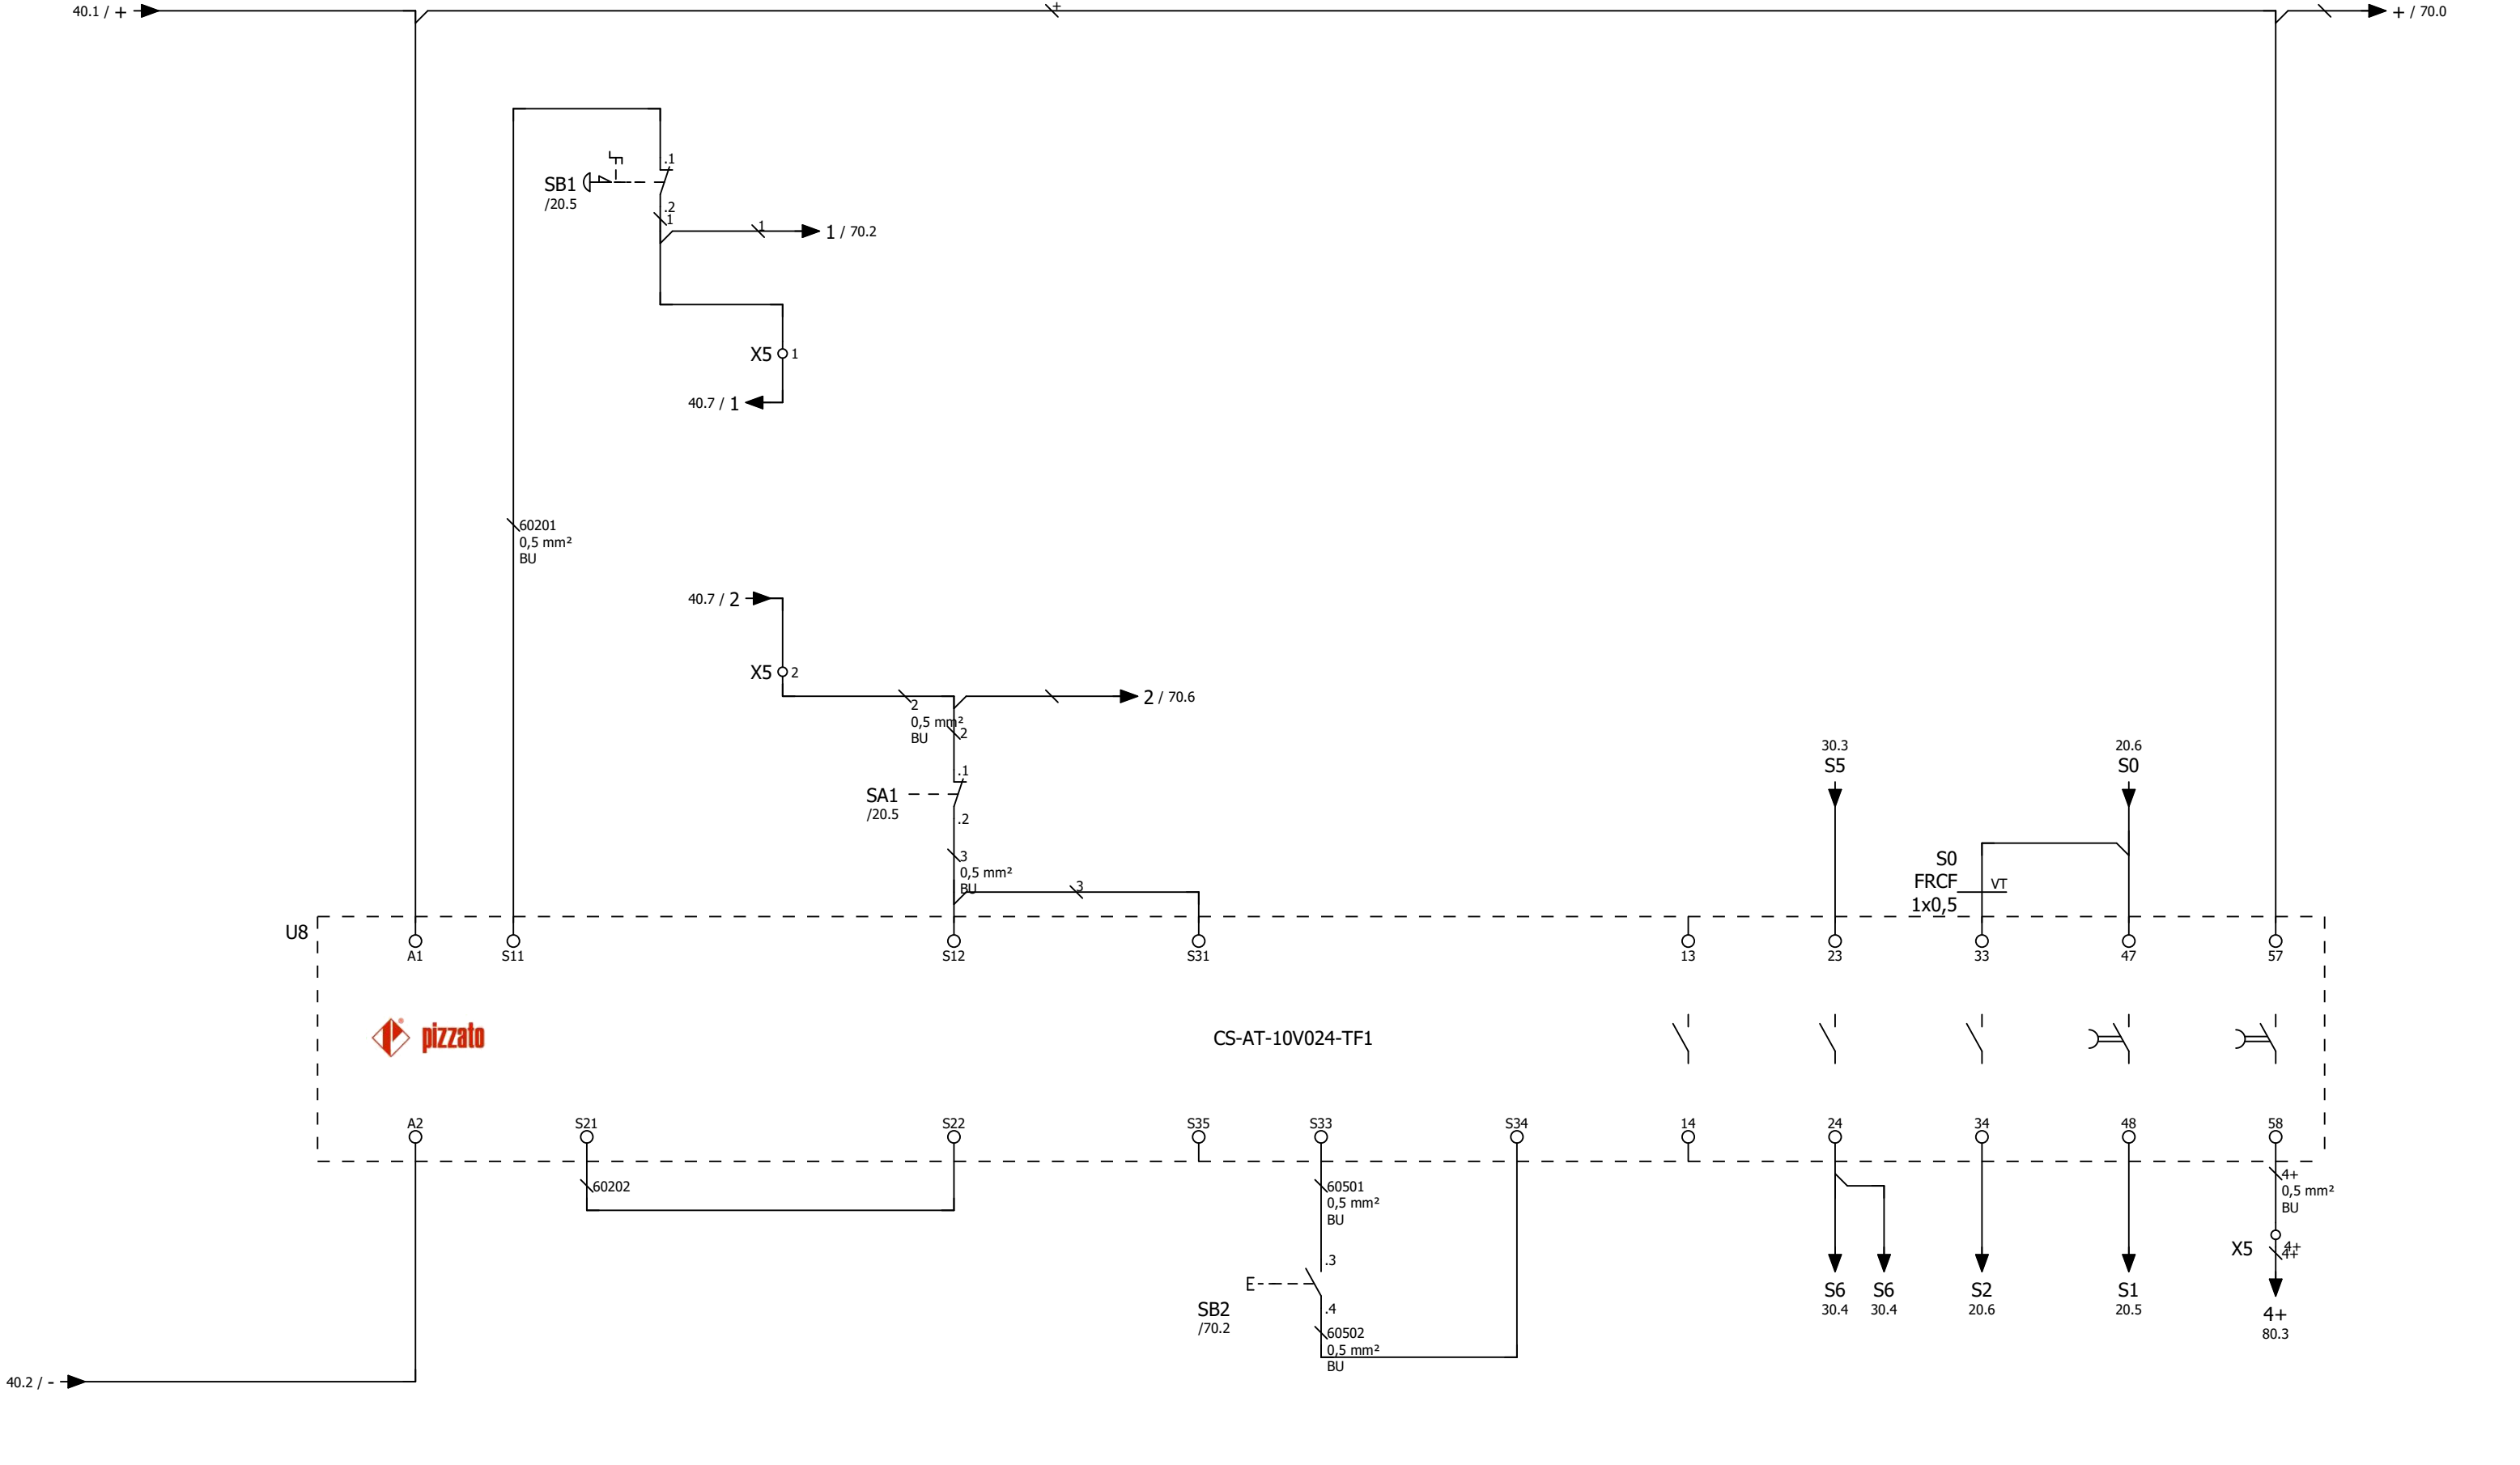 40.1 / +
+
+ / 70.0
.1
SB1
/20.5
.2
1
1
1 / 70.2
X5
1
40.7 / 1
60201
0,5 mm²
BU
40.7 / 2
X5
2
2
0,5 mm²
BU
2 / 70.6
2
.1
SA1
/20.5
.2
3
0,5 mm²
BU
3
30.3
S5
20.6
S0
S0
FRCF
VT
1x0,5
U8
A1
S11
S12
S31
13
23
33
47
57
pizzato
CS-AT-10V024-TF1
A2
S21
S22
S35
S33
S34
14
24
34
48
58
60202
60501
0,5 mm²
BU
4+
0,5 mm²
BU
X5
4+
4+
.3
E
SB2
/70.2
.4
60502
0,5 mm²
BU
S6
30.4
S6
30.4
S2
20.6
S1
20.5
4+
80.3
40.2 / -